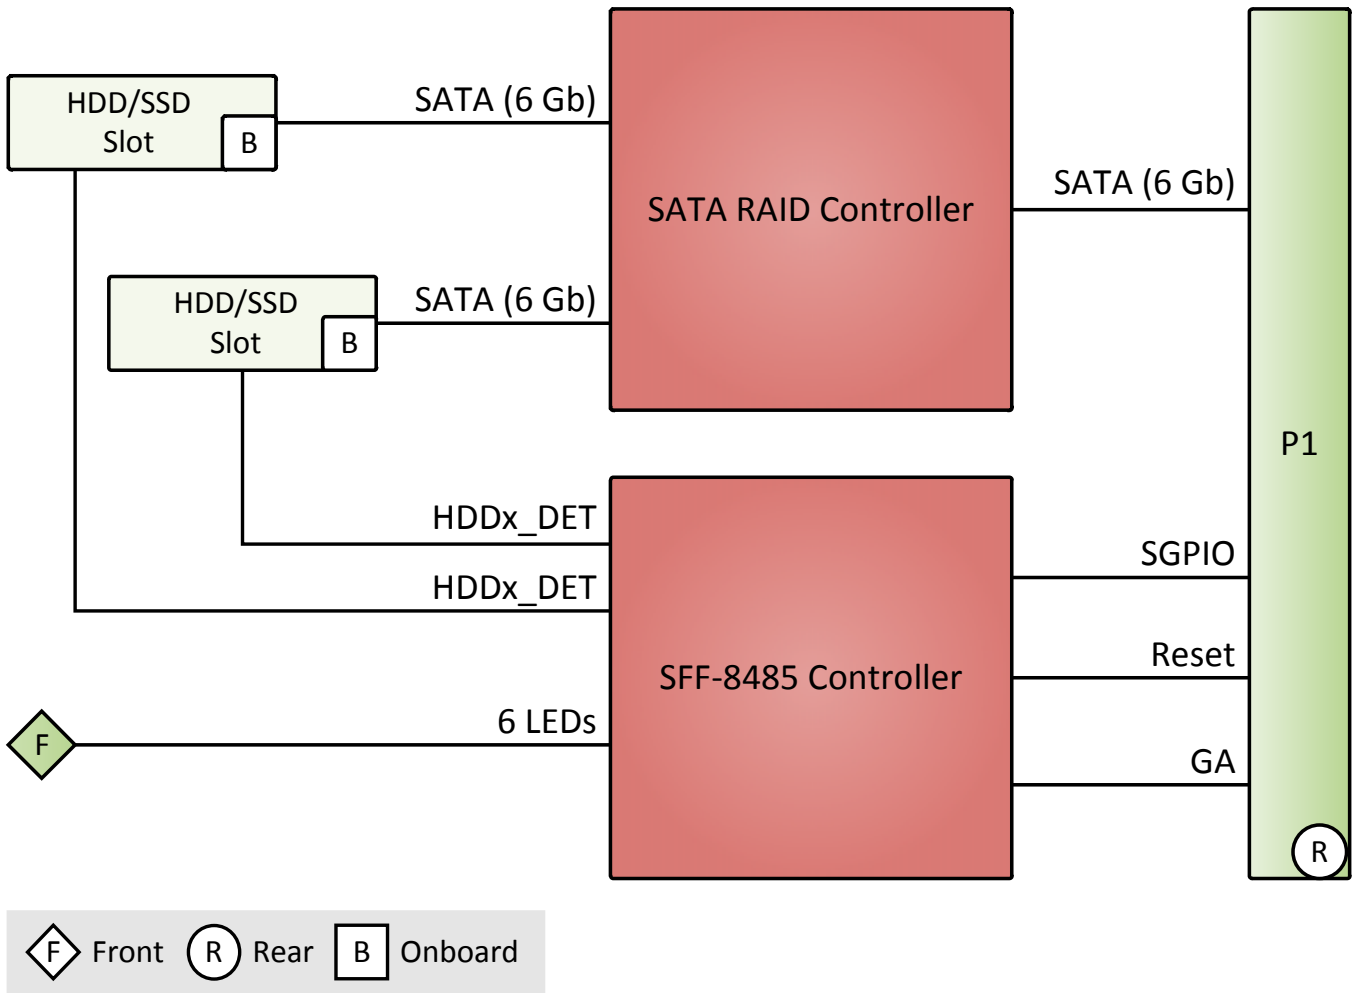 HDD/SSD
Slot
B
SATA (6 Gb)
SATA RAID Controller
SATA (6 Gb)
HDD/SSD
Slot
B
SATA (6 Gb)
P1
HDDx_DET
HDDx_DET
SFF-8485 Controller
SGPIO
Reset
6 LEDs
F
GA
R
F Front R Rear B Onboard